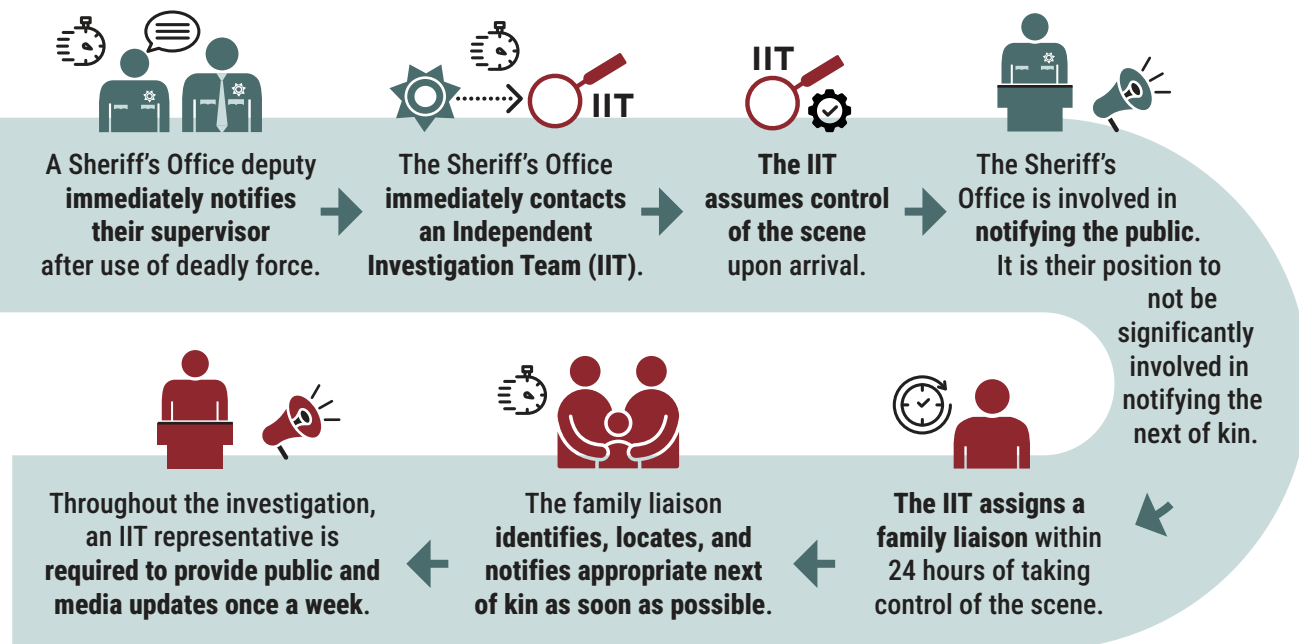 IIT
IIT
A Sheriff's Office deputy
immediately notifies
their supervisor
after use of deadly force.
The Sheriff's Office
immediately contacts
an Independent
Investigation Team (IIT).
The IIT
assumes control
of the scene
upon arrival.
The Sheriff's
Office is involved in
notifying the public.
It is their position to
not be
significantly
involved in
notifying the
next of kin.
The IIT assigns a
family liaison within
24 hours of taking
control of the scene.
The family liaison
identifies, locates, and
notifies appropriate next
of kin as soon as possible.
Throughout the investigation,
an IIT representative is
required to provide public and
media updates once a week.